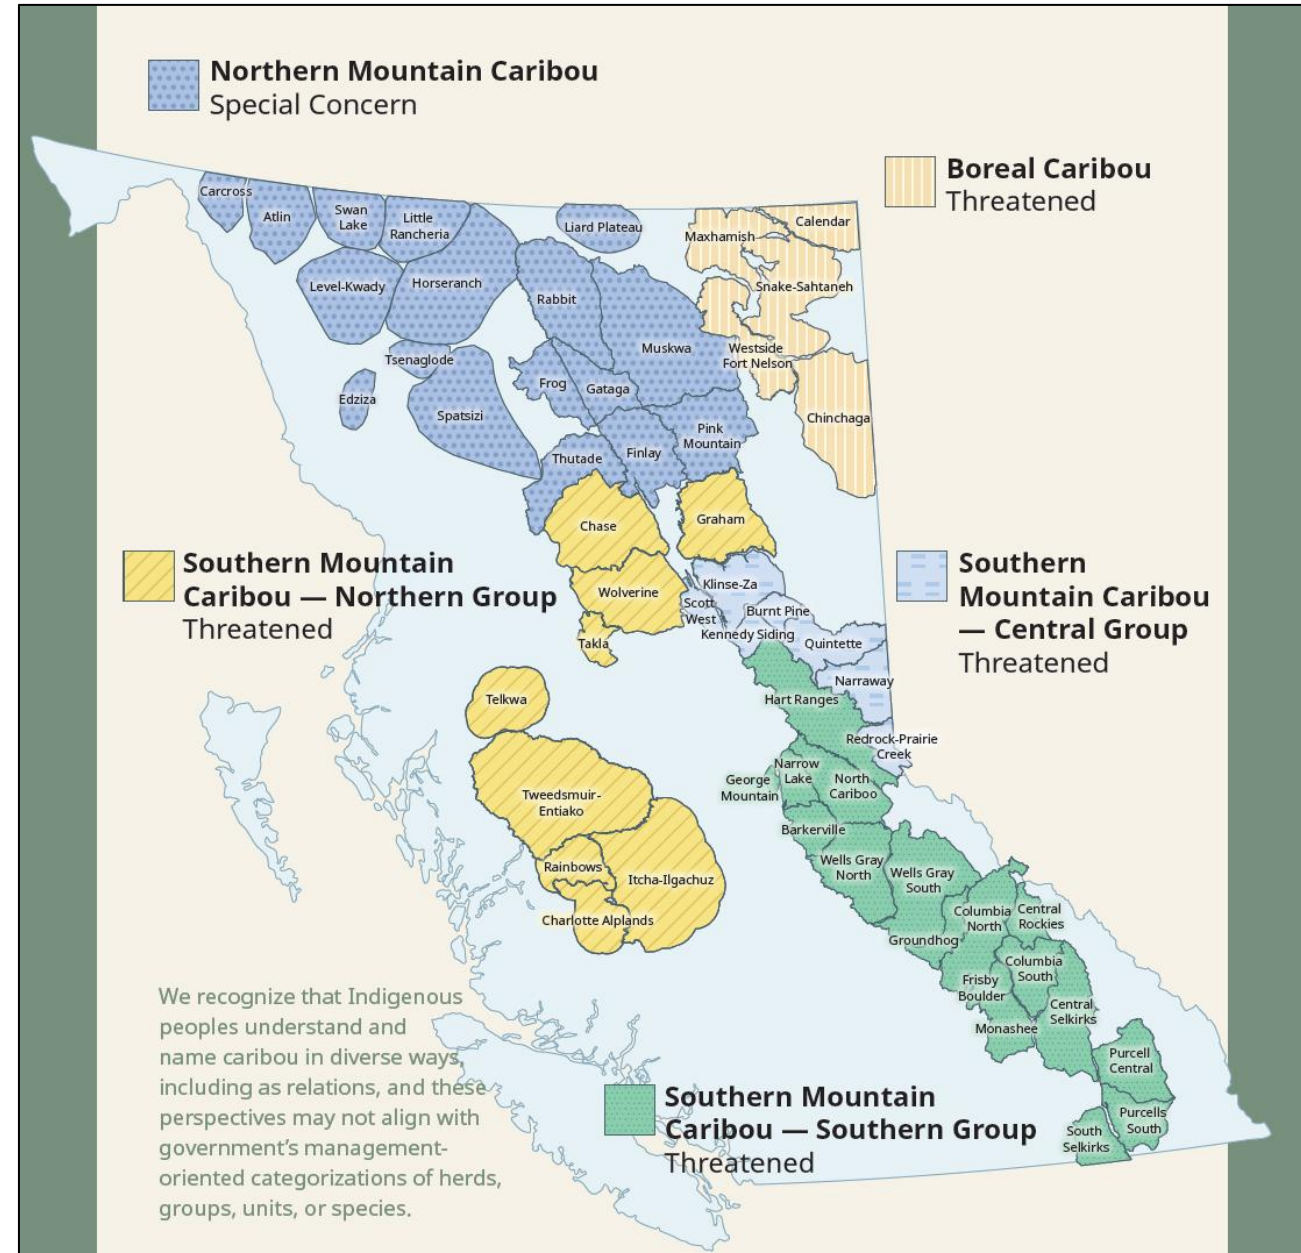 Northern Mountain Caribou
Special Concern
Boreal Caribou
Threatened
Carcross
Atlin
Swan
Lake
Little
Rancheria
Liard Plateau
Maxhamish
Calendar
Level-Kwady
Horseranch
Rabbit
Snake-Sahtaneh
Tsenaglode
Muskwa
Westside
Fort Nelson
Edziza
Spatsizi
Frog
Gataga
Chinchaga
Pink
Mountain
Thutade
Finlay
Chase
Graham
Southern Mountain
Caribou — Northern Group
Threatened
Southern
Mountain Caribou
— Central Group
Threatened
Wolverine
Klinse-Za
Scott
West
Burnt Pine
Kennedy Siding
Quintette
Takla
Narraway
Telkwa
Hart Ranges
Redrock-Prairie
Creek
Tweedsmuir-
Entiako
George
Mountain
Narrow
Lake
North
Cariboo
Barkerville
Rainbows
Itcha-Ilgachuz
Wells Gray
North
Wells Gray
South
Charlotte Alplands
Columbia
North
Central
Rockies
Groundhog
Columbia
South
Frisby
Boulder
Central
Selkirks
Monashee
Purcell
Central
Purcells
South
South
Selkirks
We recognize that Indigenous
peoples understand and
name caribou in diverse ways,
including as relations, and these
perspectives may not align with
government’s management-
oriented categorizations of herds,
groups, units, or species.
Southern Mountain
Caribou — Southern Group
Threatened